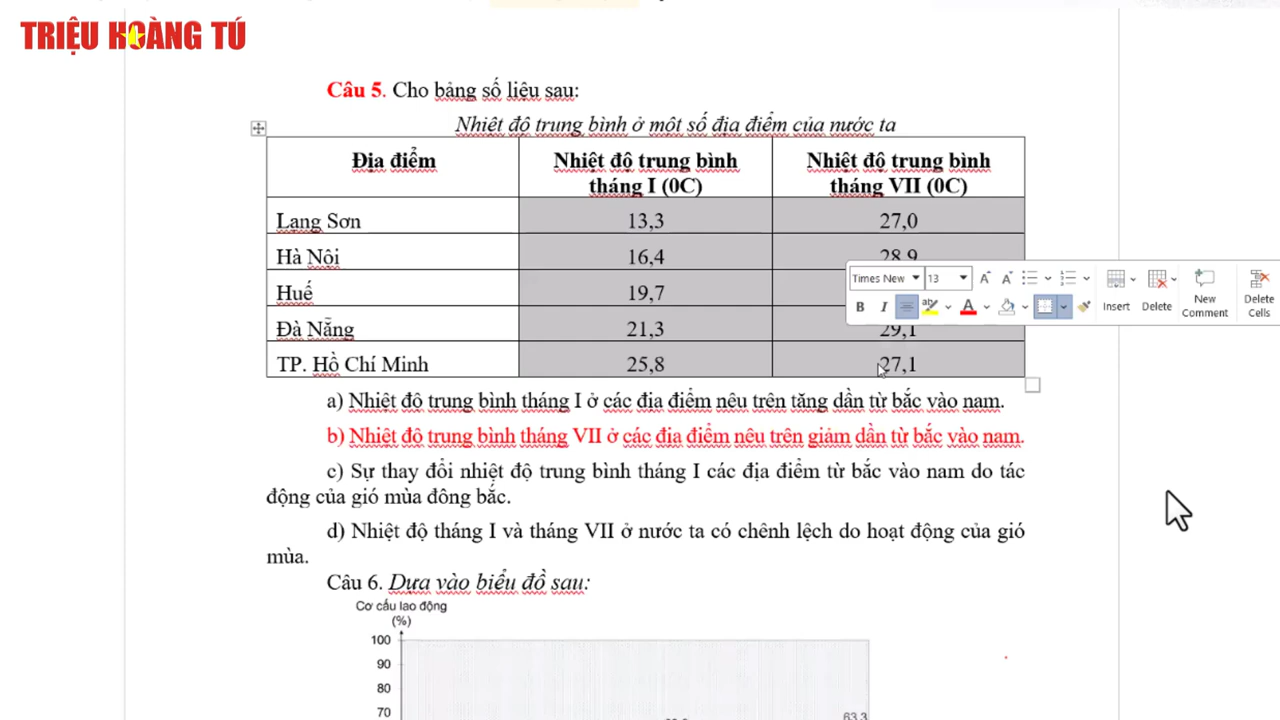 TRIỆU HOÀNG TÚ
Câu 5. Cho bảng số liệu sau:
Nhiệt độ trung bình ở một số địa điểm của nước ta
Địa điểm
Nhiệt độ trung bình
tháng I (0C)
Nhiệt độ trung bình
tháng VII (0C)
Lạng Sơn 13,3 27,0
Hà Nội 16,4 28,9
Huế 19,7
Đà Nẵng 21,3 29,1
TP. Hồ Chí Minh 25,8 27,1
Times New 13
Insert Delete New Comment Delete Cells
a) Nhiệt độ trung bình tháng I ở các địa điểm nêu trên tăng dần từ bắc vào nam.
b) Nhiệt độ trung bình tháng VII ở các địa điểm nêu trên giảm dần từ bắc vào nam.
c) Sự thay đổi nhiệt độ trung bình tháng I các địa điểm từ bắc vào nam do tác
động của gió mùa đông bắc.
d) Nhiệt độ tháng I và tháng VII ở nước ta có chênh lệch do hoạt động của gió
mùa.
Câu 6. Dựa vào biểu đồ sau:
Cơ cấu lao động
(%)
100
90
80
70
63,3